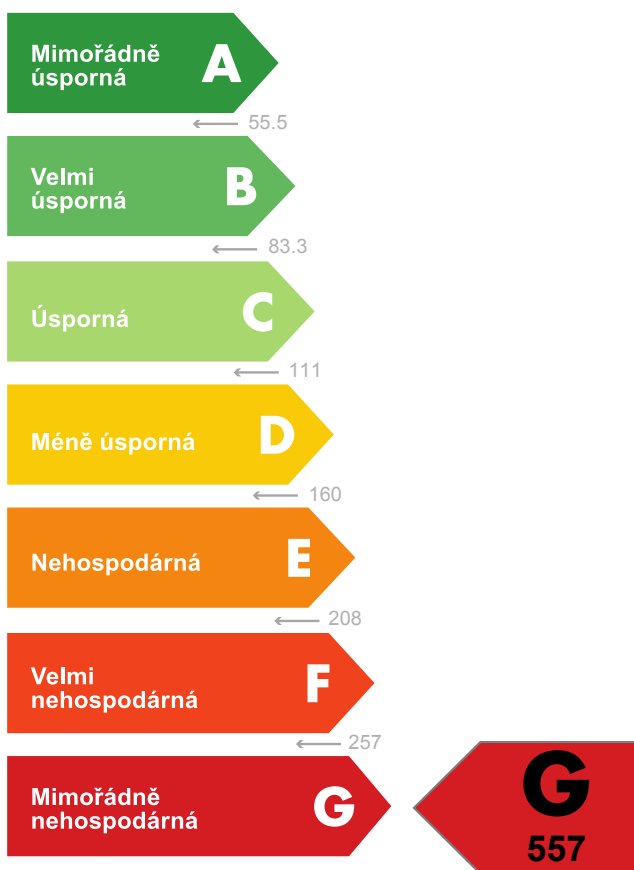 Mimořádně
úsporná
A
55.5
Velmi
úsporná
B
83.3
Úsporná
C
111
Méně úsporná
D
160
Nehospodárná
E
208
Velmi
nehospodárná
F
257
Mimořádně
nehospodárná
G
G
557